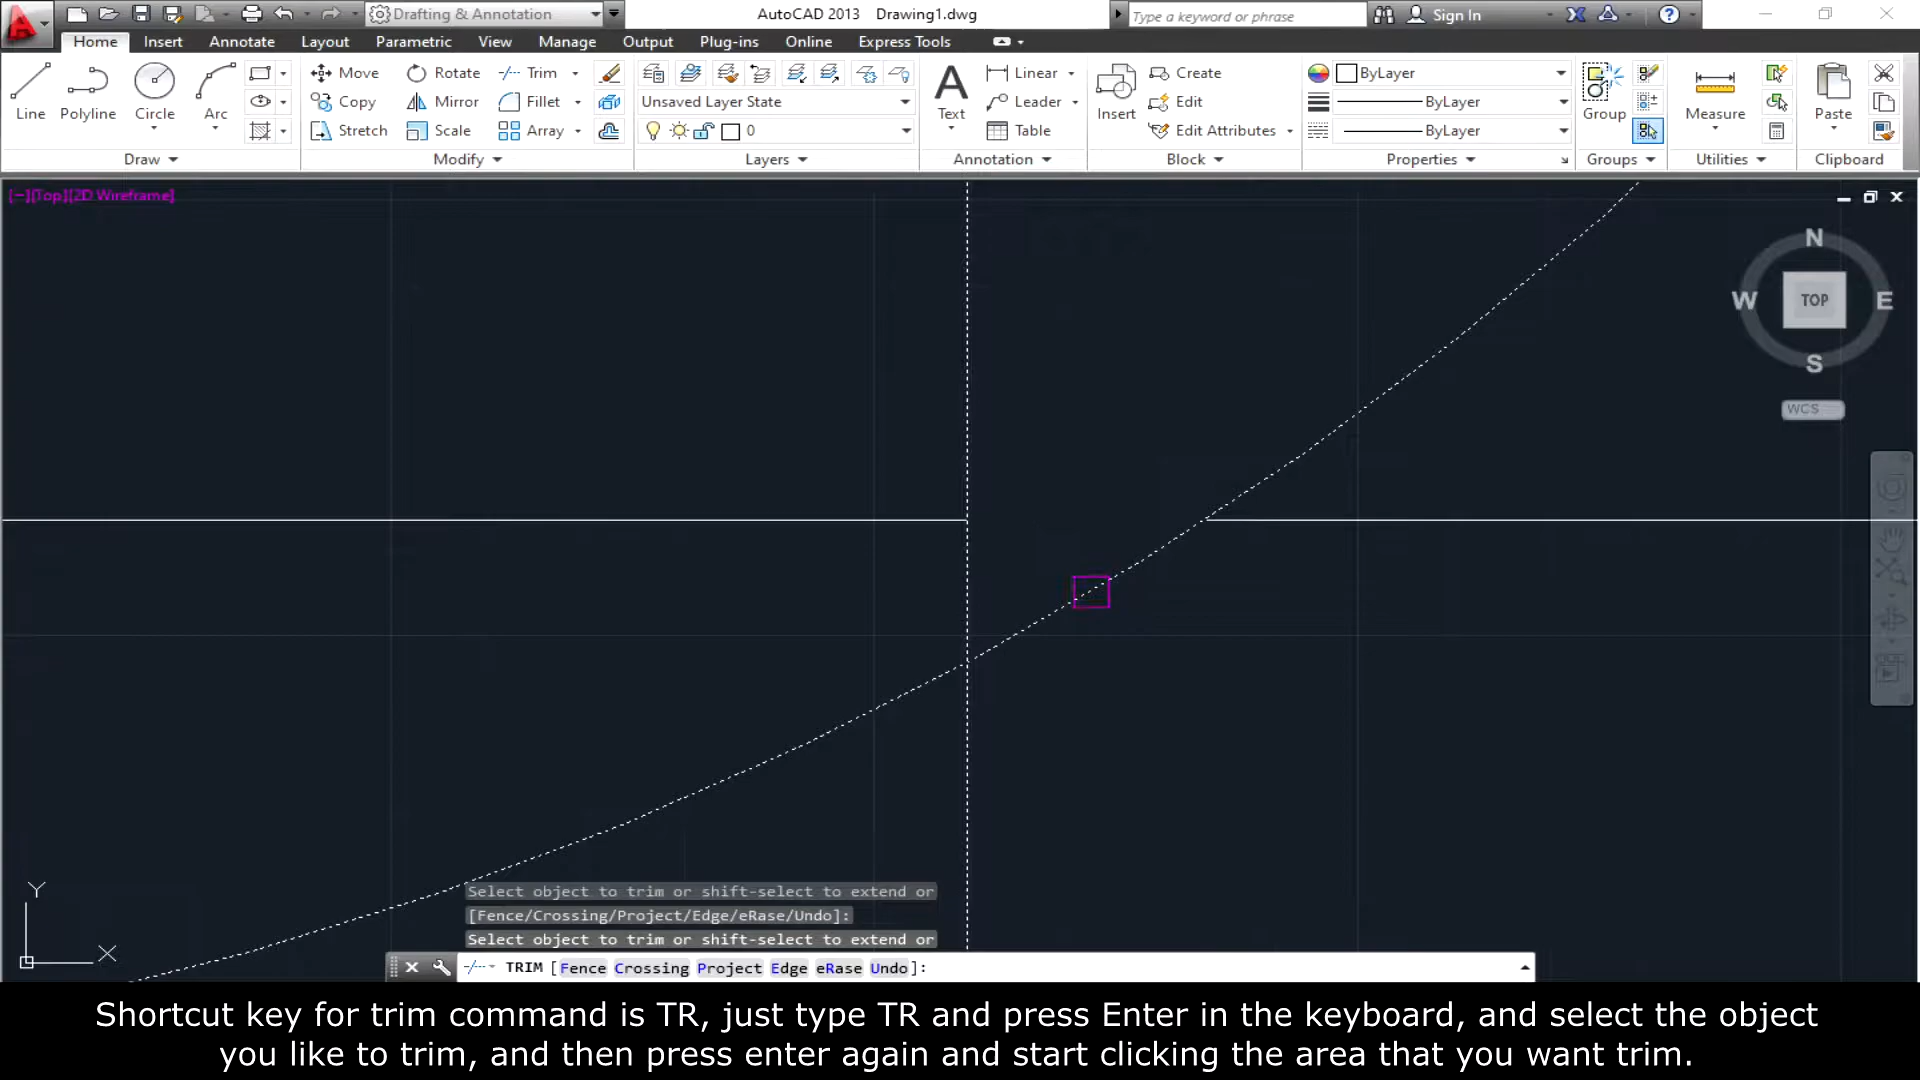 Drafting & Annotation
AutoCAD 2013 Drawing1.dwg
Type a keyword or phrase
Sign In
Home Insert Annotate Layout Parametric View Manage Output Plug-ins Online Express Tools
Line Polyline Circle Arc
Move Rotate Trim
Copy Mirror Fillet
Stretch Scale Array
Unsaved Layer State
0
Text
Linear
Leader
Table
Insert
Create
Edit
Edit Attributes
ByLayer
ByLayer
ByLayer
Group
Measure
Paste
Draw Modify Layers Annotation Block Properties Groups Utilities Clipboard
[−][Top][2D Wireframe]
N
W TOP E
S
WCS
Y
X
Select object to trim or shift-select to extend or
[Fence/Crossing/Project/Edge/eRase/Undo]:
Select object to trim or shift-select to extend or
TRIM [Fence Crossing Project Edge eRase Undo]:
Shortcut key for trim command is TR, just type TR and press Enter in the keyboard, and select the object
you like to trim, and then press enter again and start clicking the area that you want trim.